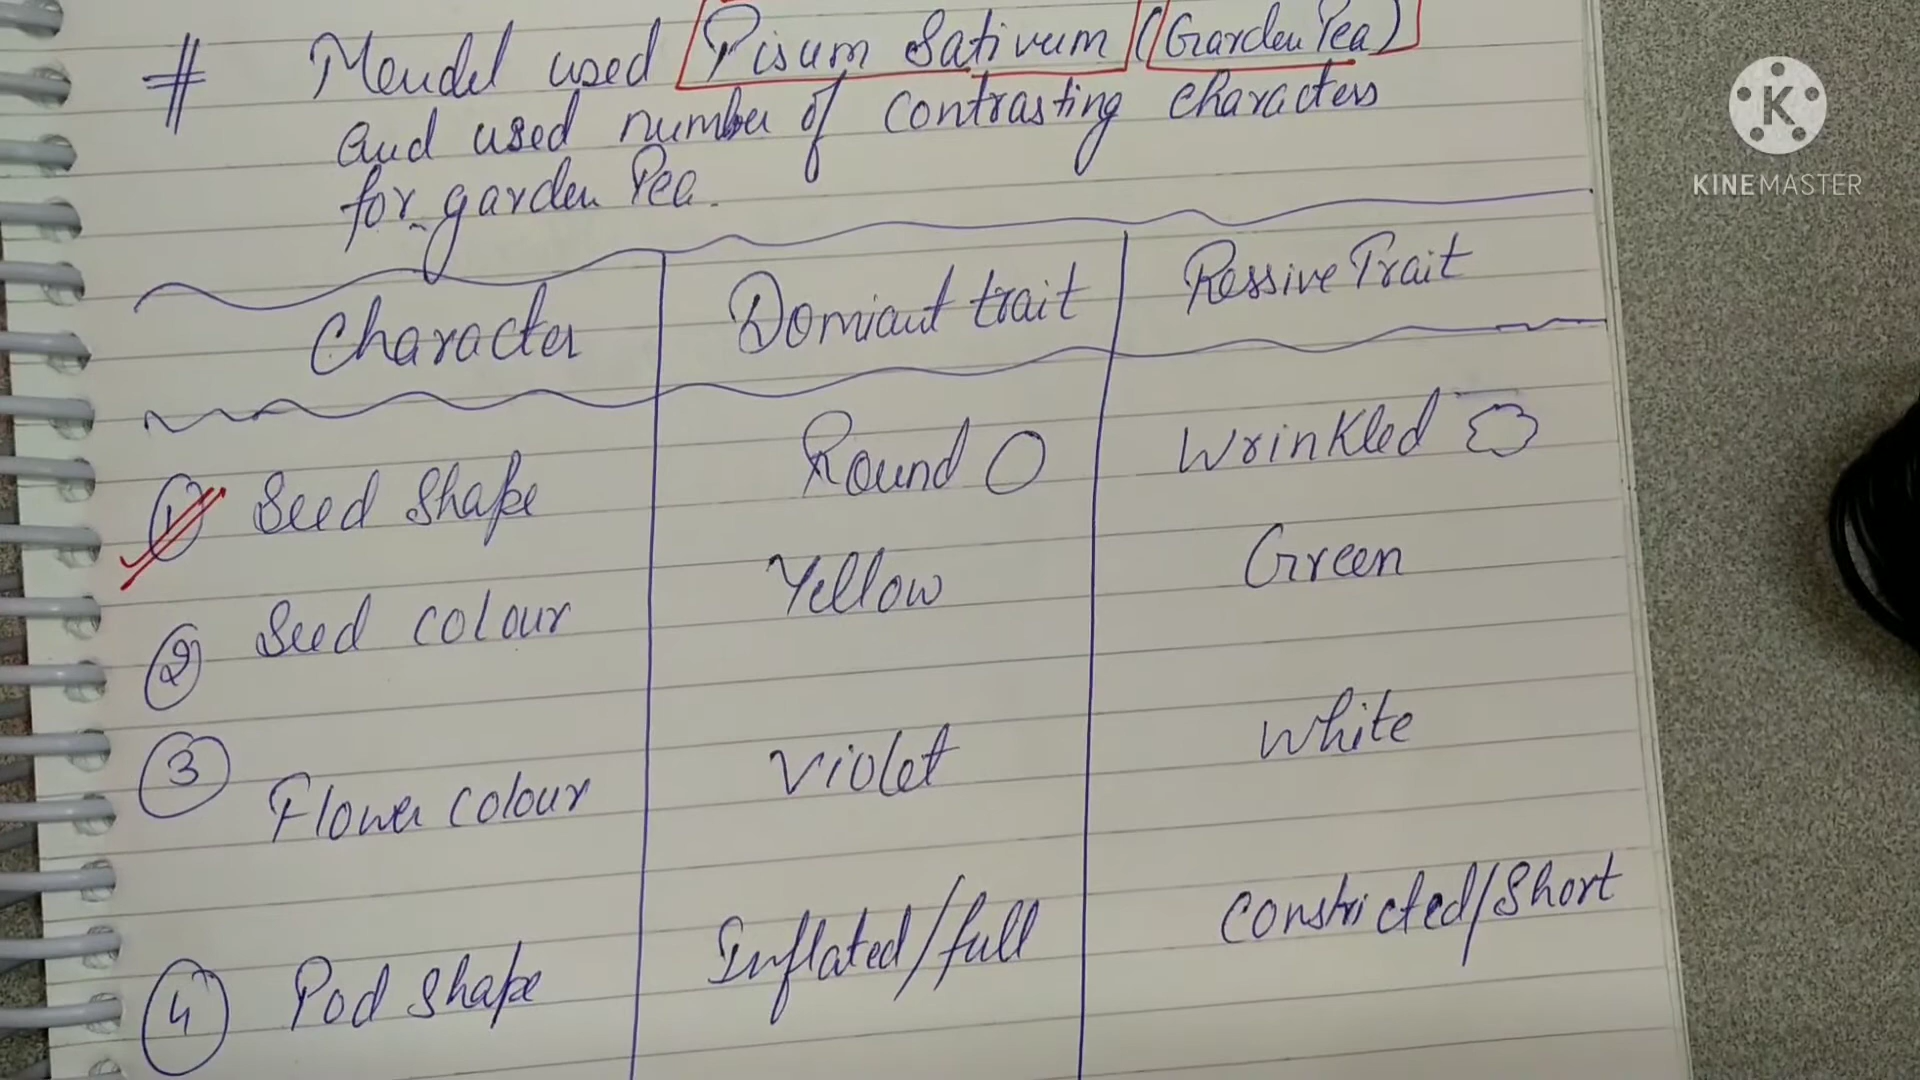 # Mendel used Pisum Sativum (Garden Pea)
and used number of contrasting characters
for garden Pea.
Character Domiant trait Ressive Trait
1 Seed Shape Round Wrinkled
2 Seed colour Yellow Green
3 Flower colour Violet White
4 Pod shape Inflated/full Constricted/Short
K
KINEMASTER